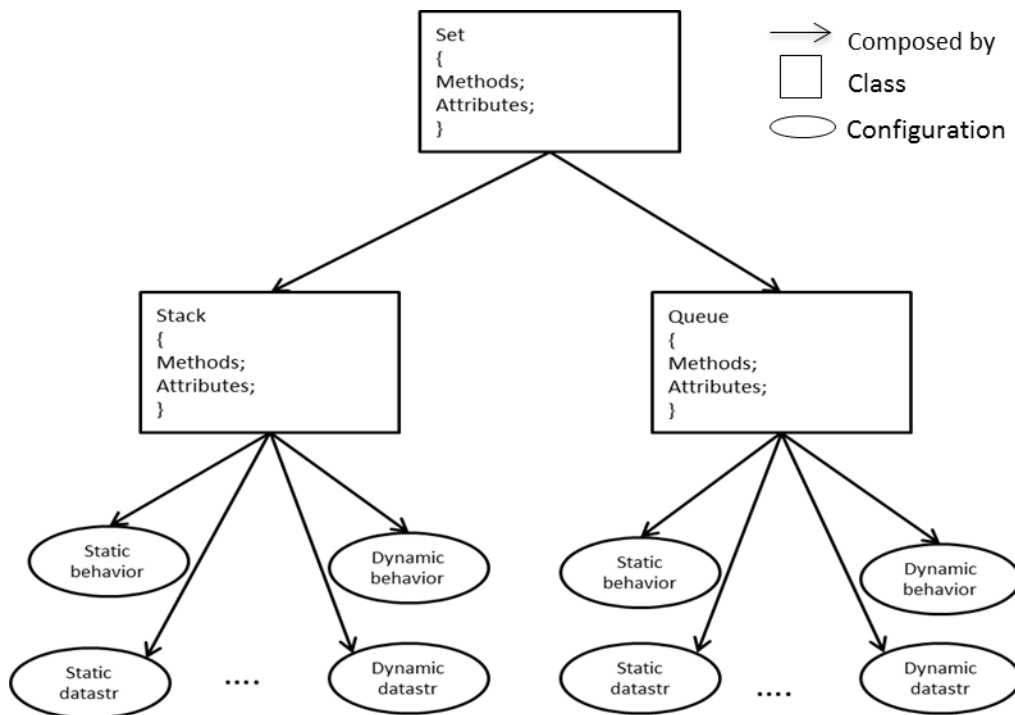 Set
{
Methods;
Attributes;
}
Composed by
Class
Configuration
Stack
{
Methods;
Attributes;
}
Queue
{
Methods;
Attributes;
}
Static
behavior
Dynamic
behavior
Static
behavior
Dynamic
behavior
Static
datastr
....
Dynamic
datastr
Static
datastr
....
Dynamic
datastr